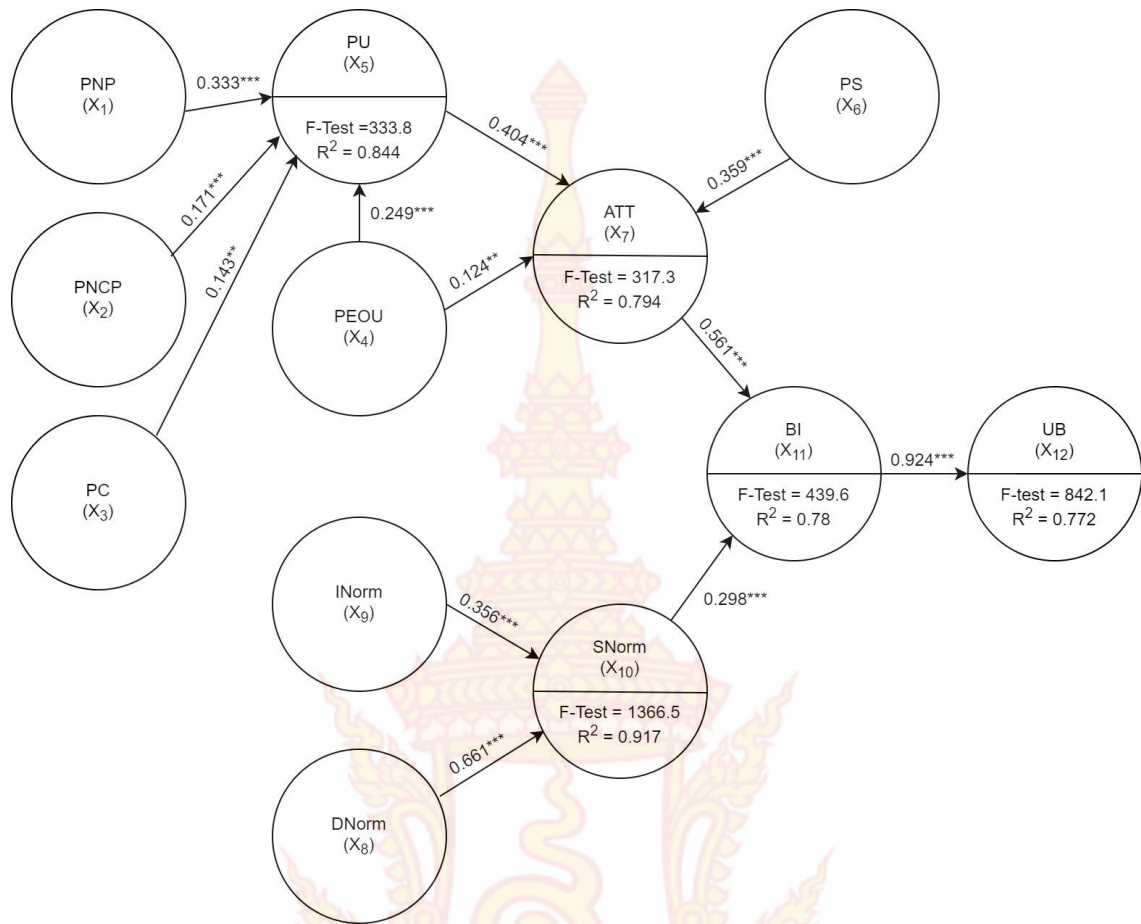 PNP
(X1)
0.333***
PU
(X5)
F-Test =333.8
R2 = 0.844
PS
(X6)
0.404***
0.359***
0.171***
0.249***
0.143**
PNCP
(X2)
PEOU
(X4)
0.124**
ATT
(X7)
F-Test = 317.3
R2 = 0.794
0.561***
PC
(X3)
BI
(X11)
F-Test = 439.6
R2 = 0.78
0.924***
UB
(X12)
F-test = 842.1
R2 = 0.772
INorm
(X9)
0.356***
0.298***
SNorm
(X10)
F-Test = 1366.5
R2 = 0.917
0.661***
DNorm
(X8)